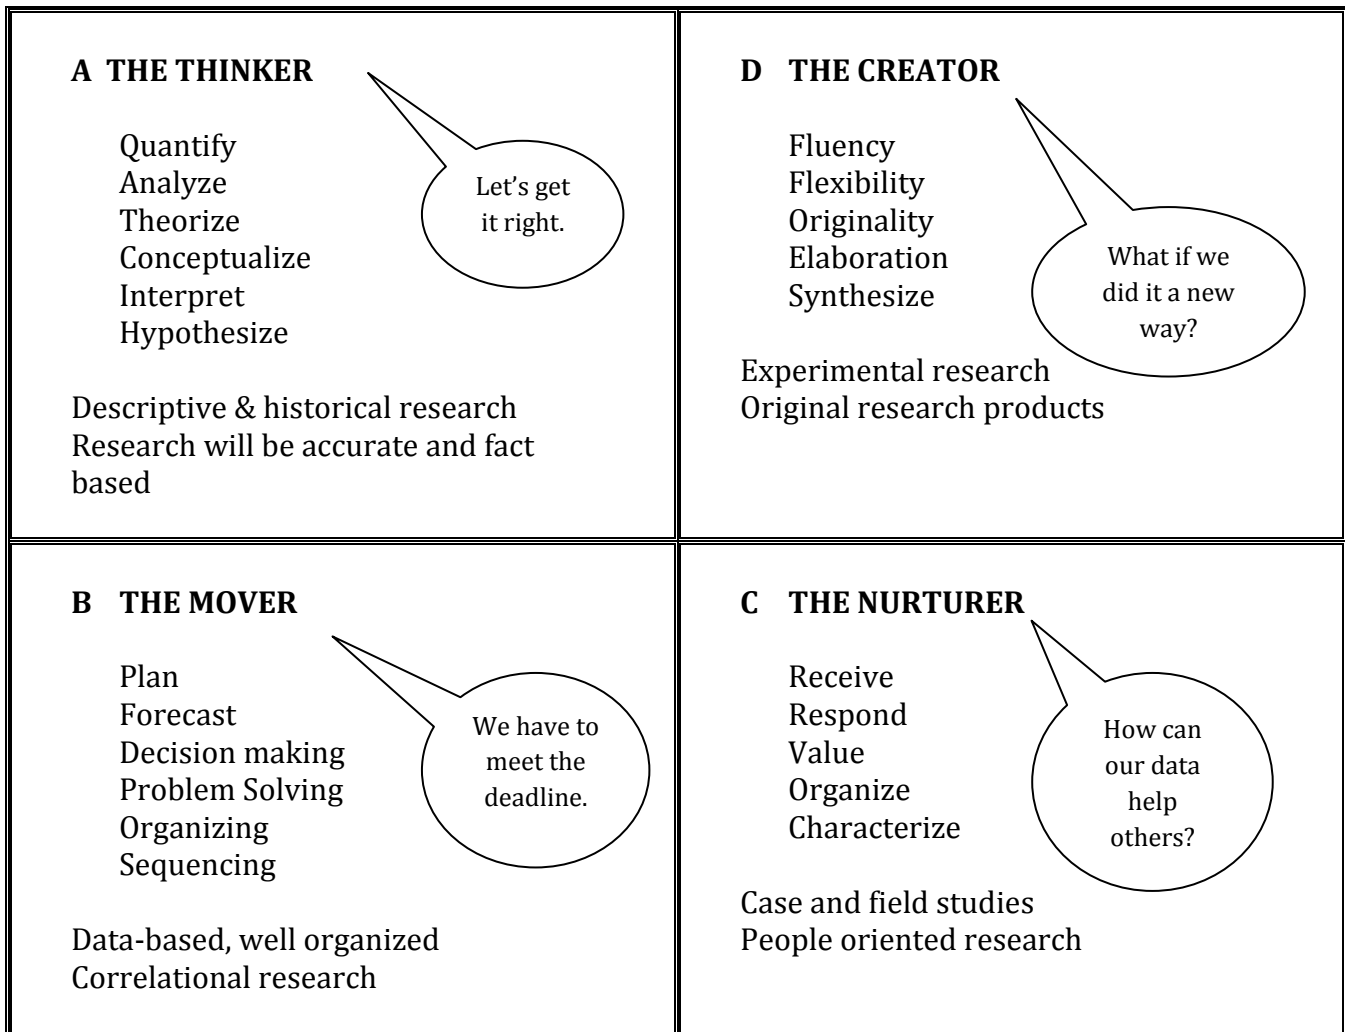 A THE THINKER
Quantify
Analyze
Theorize
Conceptualize
Interpret
Hypothesize
Let's get
it right.
Descriptive & historical research
Research will be accurate and fact
based
D THE CREATOR
Fluency
Flexibility
Originality
Elaboration
Synthesize
What if we
did it a new
way?
Experimental research
Original research products
B THE MOVER
Plan
Forecast
Decision making
Problem Solving
Organizing
Sequencing
We have to
meet the
deadline.
Data-based, well organized
Correlational research
C THE NURTURER
Receive
Respond
Value
Organize
Characterize
How can
our data
help
others?
Case and field studies
People oriented research